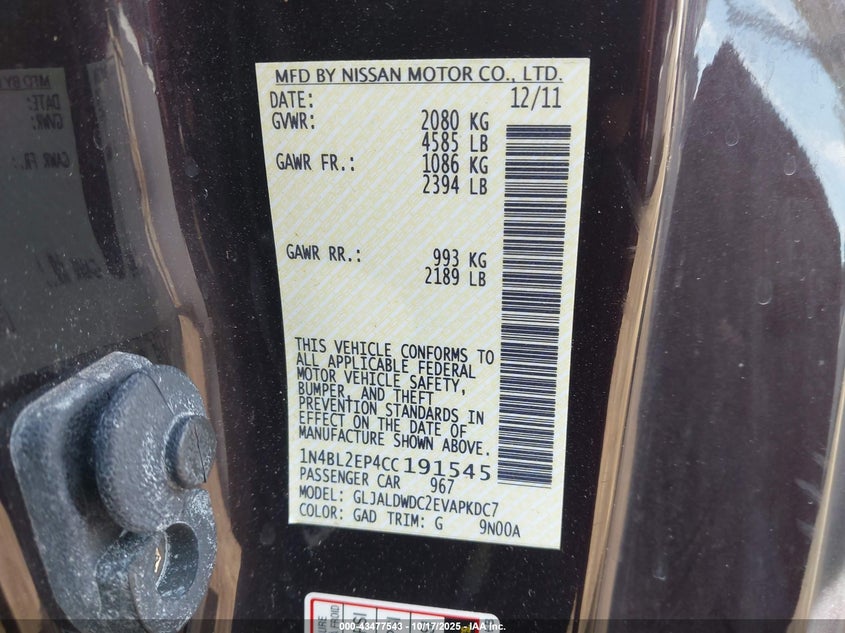 MFD BY NISSAN MOTOR CO., LTD.
DATE: 12/11
GVWR: 2080 KG
4585 LB
GAWR FR.: 1086 KG
2394 LB
GAWR RR.: 993 KG
2189 LB
THIS VEHICLE CONFORMS TO
ALL APPLICABLE FEDERAL
MOTOR VEHICLE SAFETY,
BUMPER, AND THEFT
PREVENTION STANDARDS IN
EFFECT ON THE DATE OF
MANUFACTURE SHOWN ABOVE.
1N4BL2EP4CC191545
PASSENGER CAR 967
MODEL: GLJALDWDC2EVAPKDC7
COLOR: GAD TRIM: G 9N00A
000-43477543 - 10/17/2025 - IAA Inc.